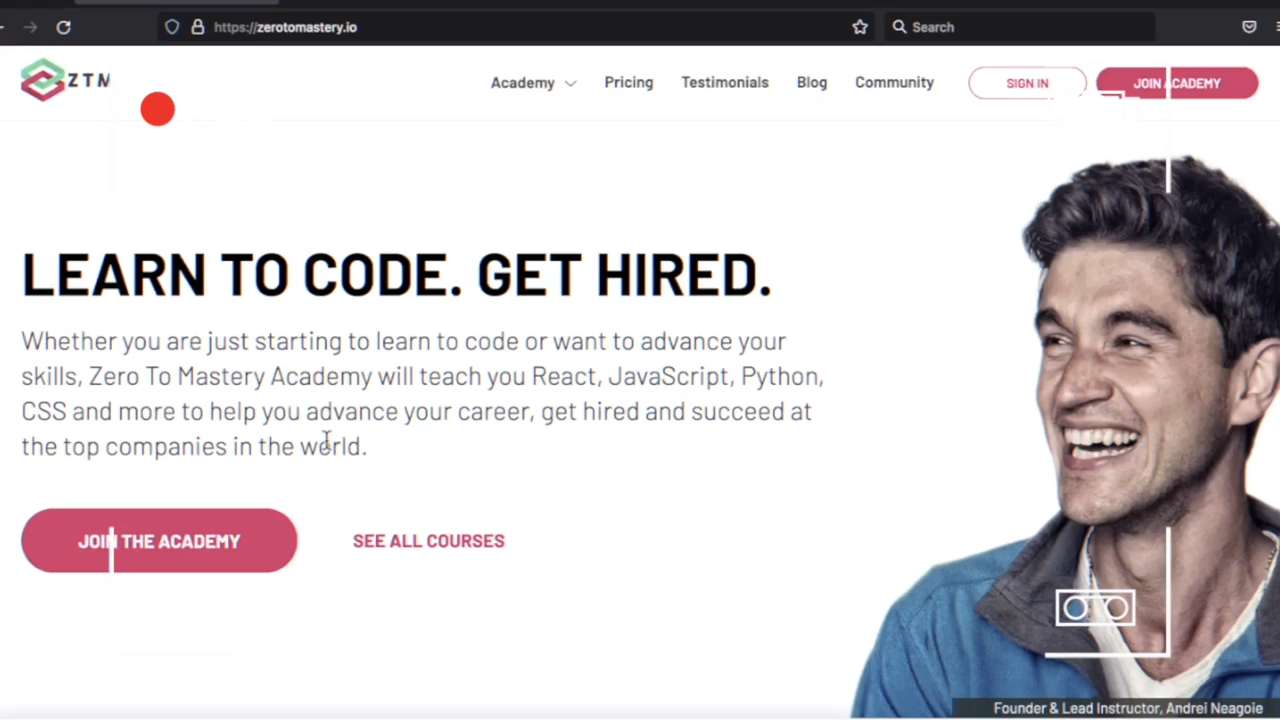 https://zerotomastery.io
Search
ZTM
Academy
Pricing
Testimonials
Blog
Community
SIGN IN
JOIN ACADEMY
LEARN TO CODE. GET HIRED.
Whether you are just starting to learn to code or want to advance your
skills, Zero To Mastery Academy will teach you React, JavaScript, Python,
CSS and more to help you advance your career, get hired and succeed at
the top companies in the world.
JOIN THE ACADEMY
SEE ALL COURSES
Founder & Lead Instructor, Andrei Neagoie